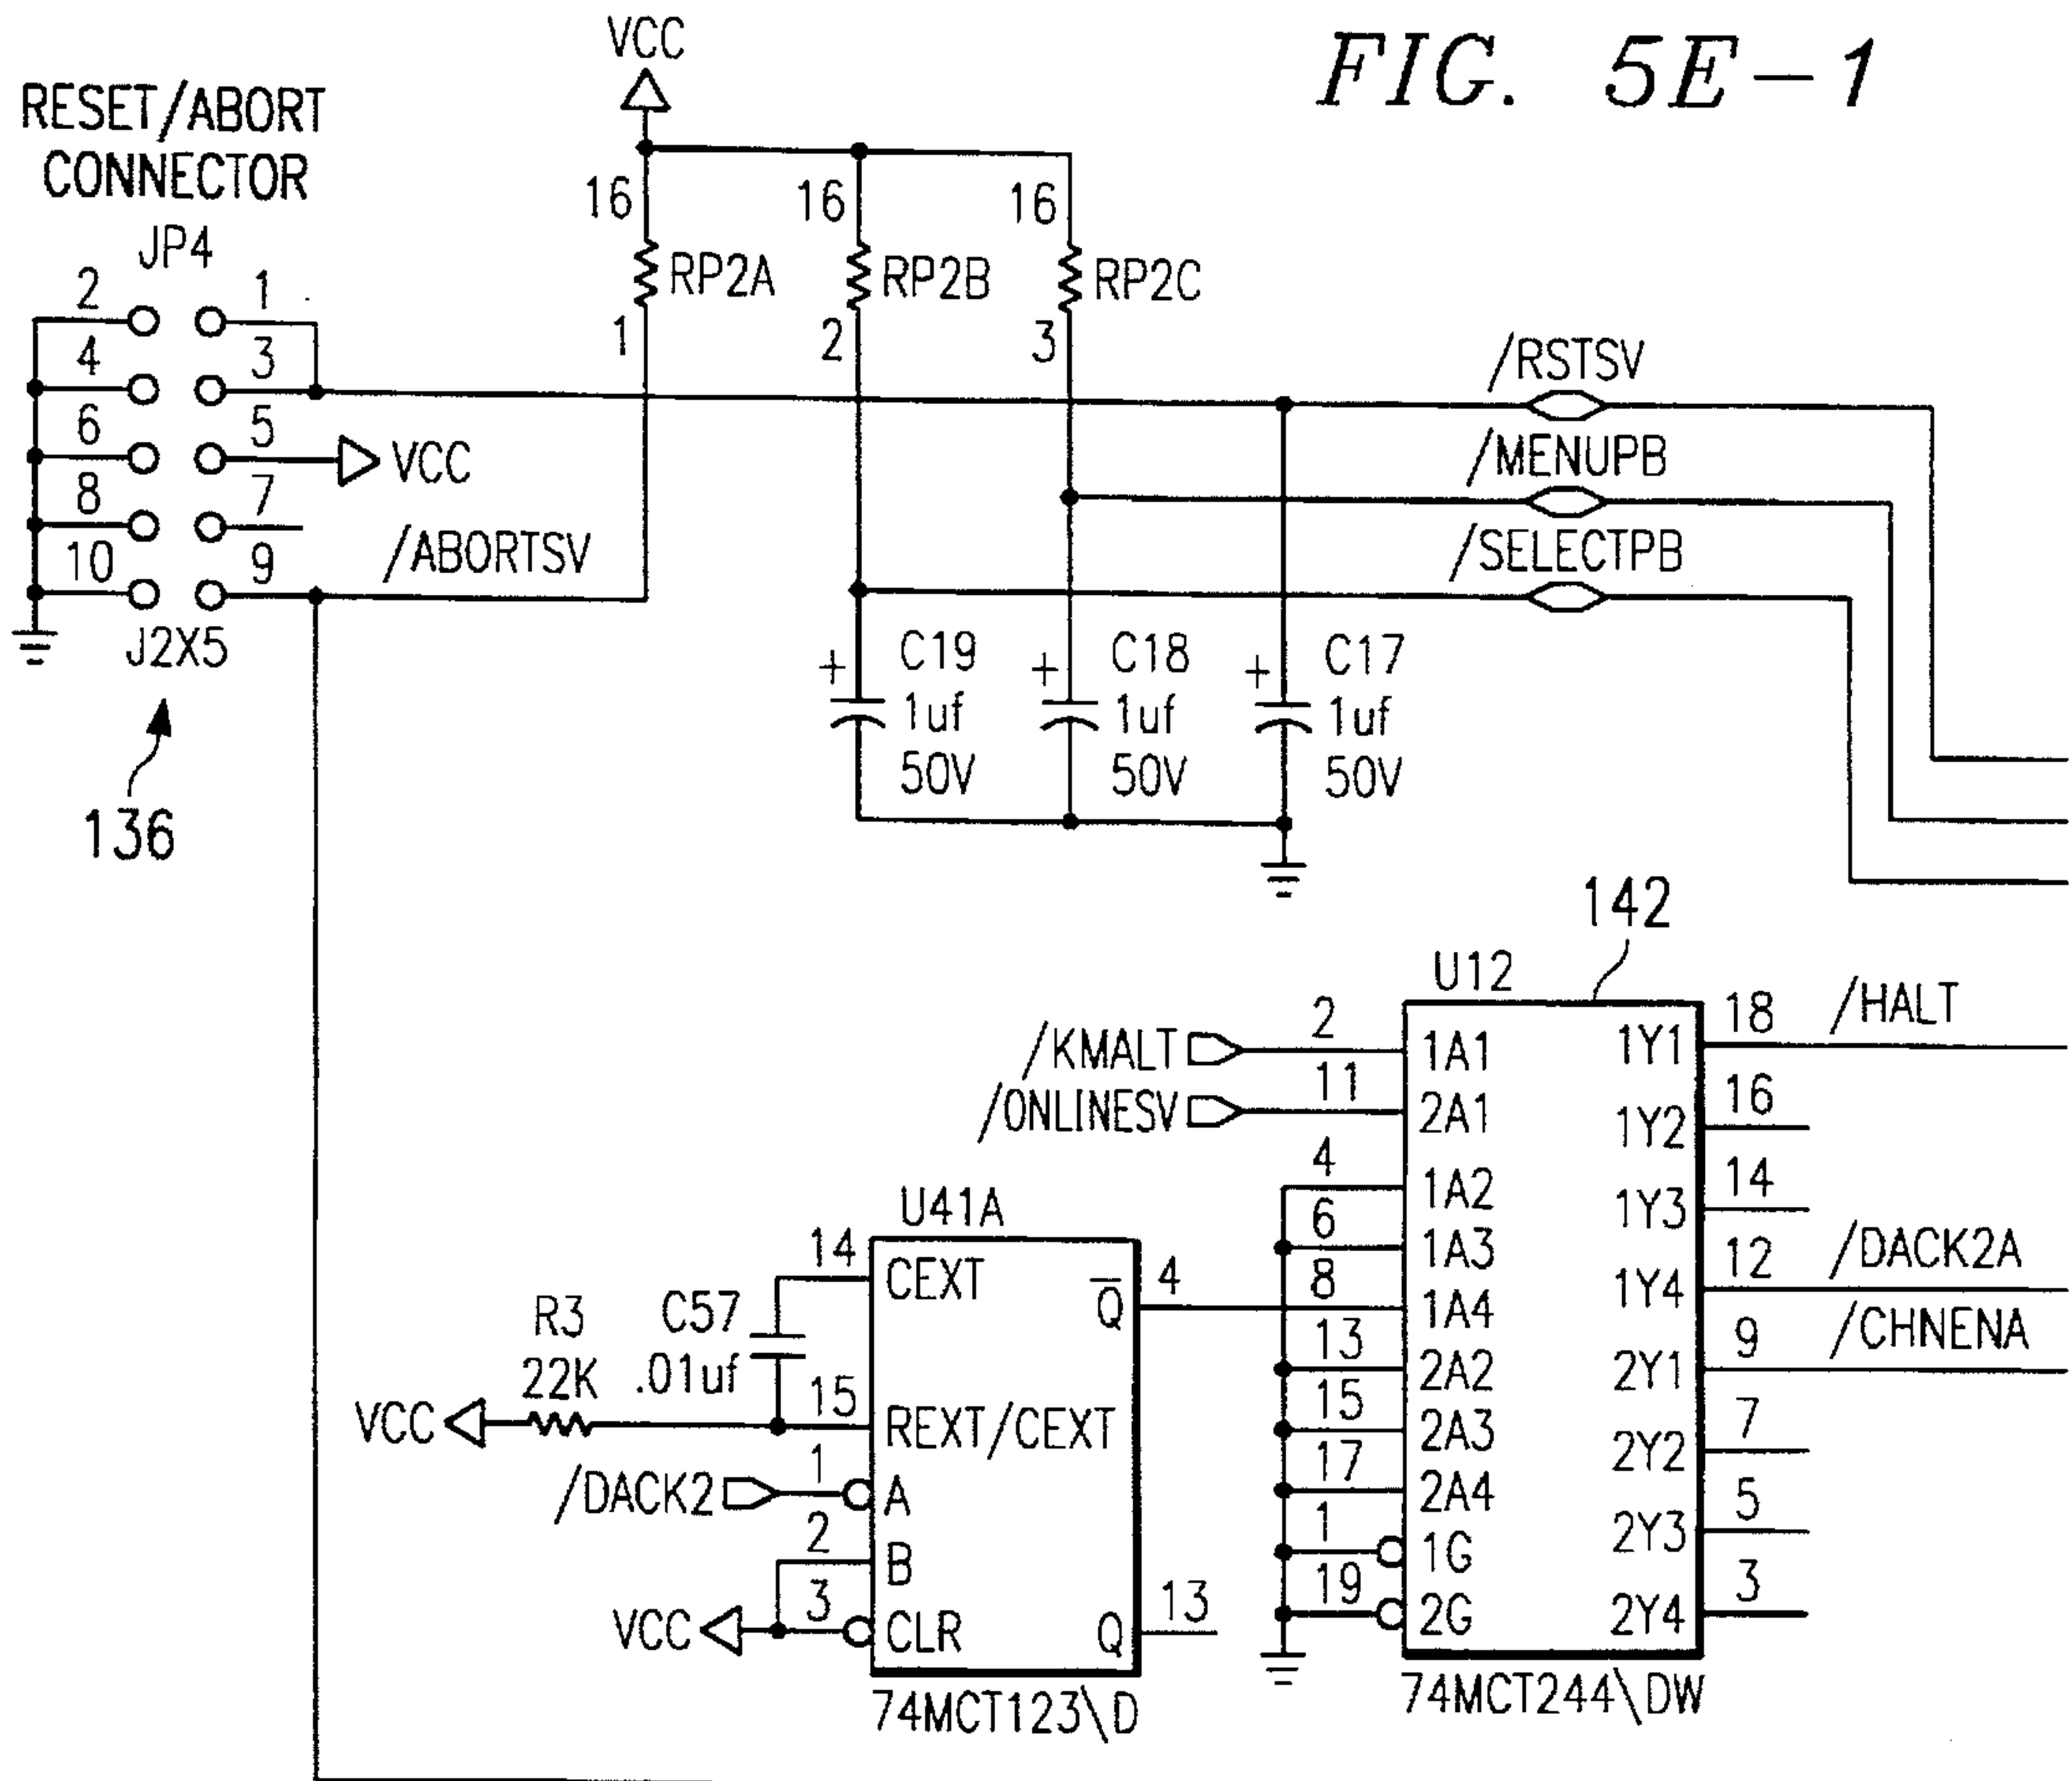 FIG. 5E-1
VCC
RESET/ABORT
CONNECTOR
JP4
16
16
16
RP2A
RP2B
RP2C
1
2
3
2
1
4
3
6
5
VCC
8
7
10
9
/ABORTSV
J2X5
136
/RSTSV
/MENUPB
/SELECTPB
+
C19
1uf
50V
+
C18
1uf
50V
+
C17
1uf
50V
142
U12
/KMALT
2
1A1
/ONLINESV
11
2A1
4
1A2
6
1A3
8
1A4
13
2A2
15
2A3
17
2A4
1
1G
19
2G
1Y1
18
/HALT
1Y2
16
1Y3
14
1Y4
12
/DACK2A
2Y1
9
/CHNENA
2Y2
7
2Y3
5
2Y4
3
74MCT244\DW
U41A
14
CEXT
Q
4
R3
22K
C57
.01uf
VCC
15
REXT/CEXT
/DACK2
1
A
2
B
VCC
3
CLR
Q
13
74MCT123\D